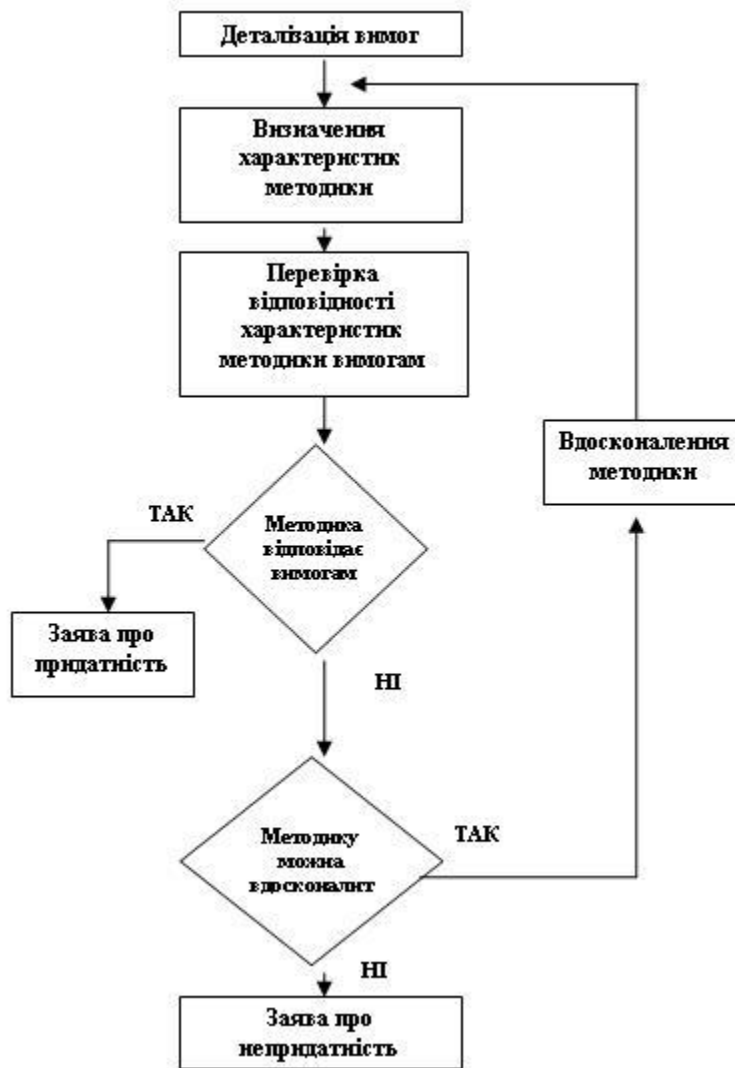 Деталізація вимог
Визначення
характеристик
методики
Перевірка
відповідності
характеристик
методики вимогам
Вдосконалення
методики
ТАК
Методика
відповідає
вимогам
Заява про
придатність
НІ
Методику
можна
вдосконалит
ТАК
НІ
Заява про
непридатність